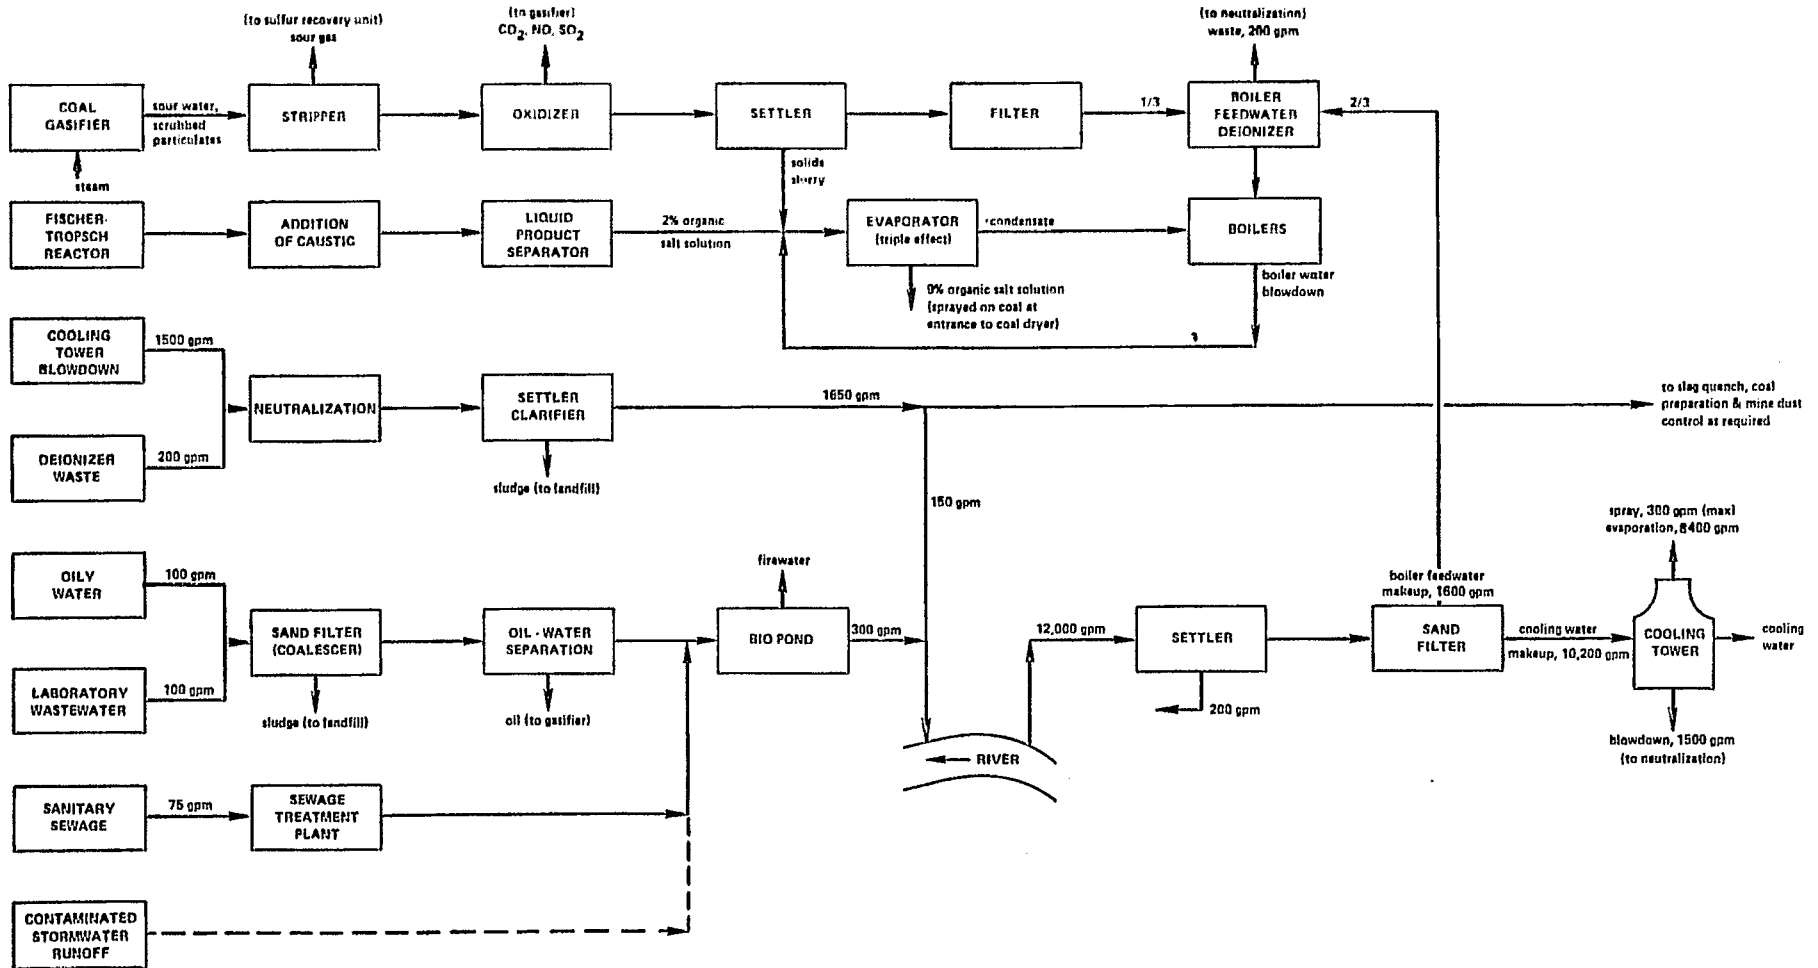 (to sulfur recovery unit)
sour gas
(to gasifier)
CO2, NO, SO2
(to neutralization)
waste, 200 gpm
COAL
GASIFIER
sour water,
scrubbed
particulates
STRIPPER
OXIDIZER
SETTLER
FILTER
1/3
BOILER
FEEDWATER
DEIONIZER
2/3
steam
solids
slurry
FISCHER-
TROPSCH
REACTOR
ADDITION
OF CAUSTIC
LIQUID
PRODUCT
SEPARATOR
2% organic
salt solution
EVAPORATOR
(triple effect)
condensate
BOILERS
boiler water
blowdown
9% organic salt solution
(sprayed on coal at
entrance to coal dryer)
COOLING
TOWER
BLOWDOWN
1500 gpm
NEUTRALIZATION
SETTLER
CLARIFIER
1650 gpm
to slag quench, coal
preparation & mine dust
control as required
DEIONIZER
WASTE
200 gpm
sludge (to landfill)
150 gpm
spray, 300 gpm (max)
evaporation, 8400 gpm
OILY
WATER
100 gpm
firewater
boiler feedwater
makeup, 1600 gpm
SAND FILTER
(COALESCER)
OIL-WATER
SEPARATION
BIO POND
300 gpm
12,000 gpm
SETTLER
SAND
FILTER
cooling water
makeup, 10,200 gpm
COOLING
TOWER
cooling
water
LABORATORY
WASTEWATER
100 gpm
sludge (to landfill)
oil (to gasifier)
200 gpm
RIVER
blowdown, 1500 gpm
(to neutralization)
SANITARY
SEWAGE
75 gpm
SEWAGE
TREATMENT
PLANT
CONTAMINATED
STORMWATER
RUNOFF